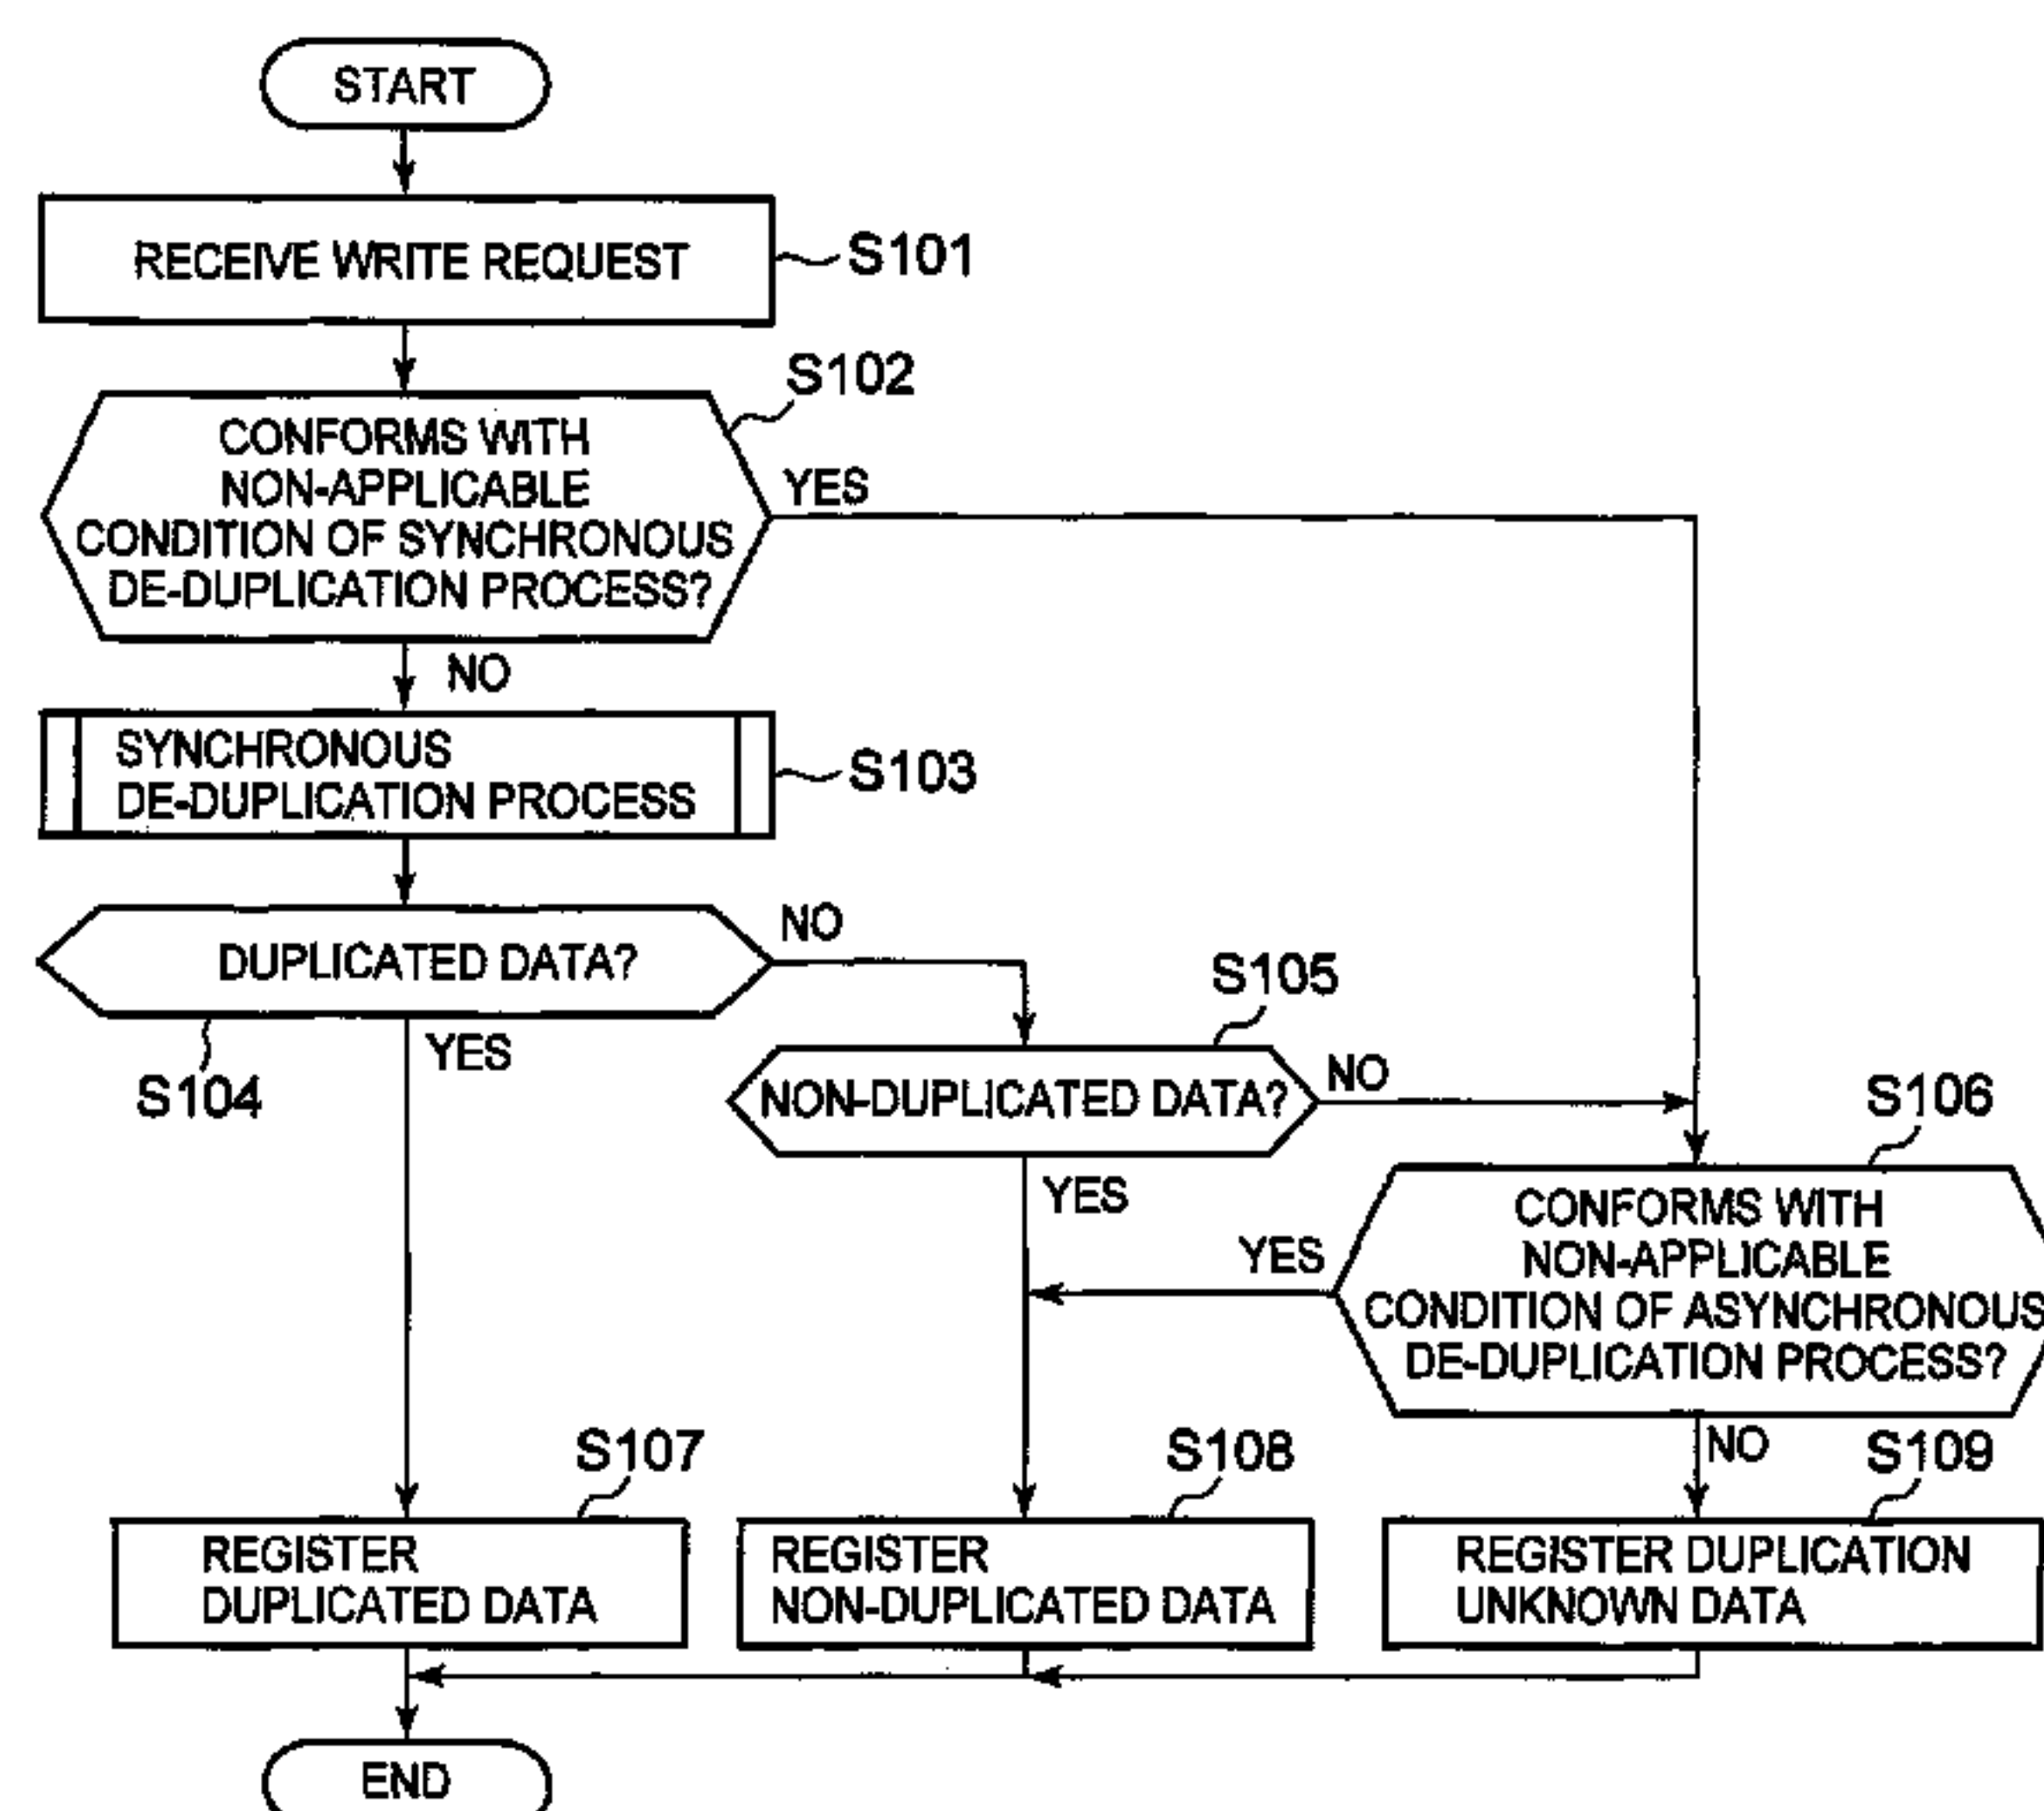 START
RECEIVE WRITE REQUEST
S101
S102
CONFORMS WITH
NON-APPLICABLE
CONDITION OF SYNCHRONOUS
DE-DUPLICATION PROCESS?
YES
NO
SYNCHRONOUS
DE-DUPLICATION PROCESS
S103
DUPLICATED DATA?
NO
S104
YES
S105
NON-DUPLICATED DATA?
NO
YES
S106
CONFORMS WITH
NON-APPLICABLE
CONDITION OF ASYNCHRONOUS
DE-DUPLICATION PROCESS?
YES
NO
S107
REGISTER
DUPLICATED DATA
S108
REGISTER
NON-DUPLICATED DATA
S109
REGISTER DUPLICATION
UNKNOWN DATA
END